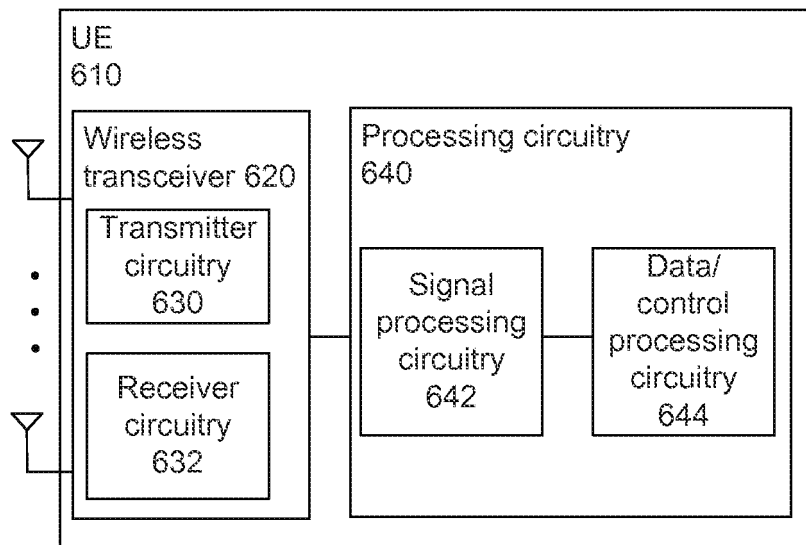 UE
610
Wireless
transceiver 620
Transmitter
circuitry
630
Receiver
circuitry
632
Processing circuitry
640
Signal
processing
circuitry
642
Data/
control
processing
circuitry
644